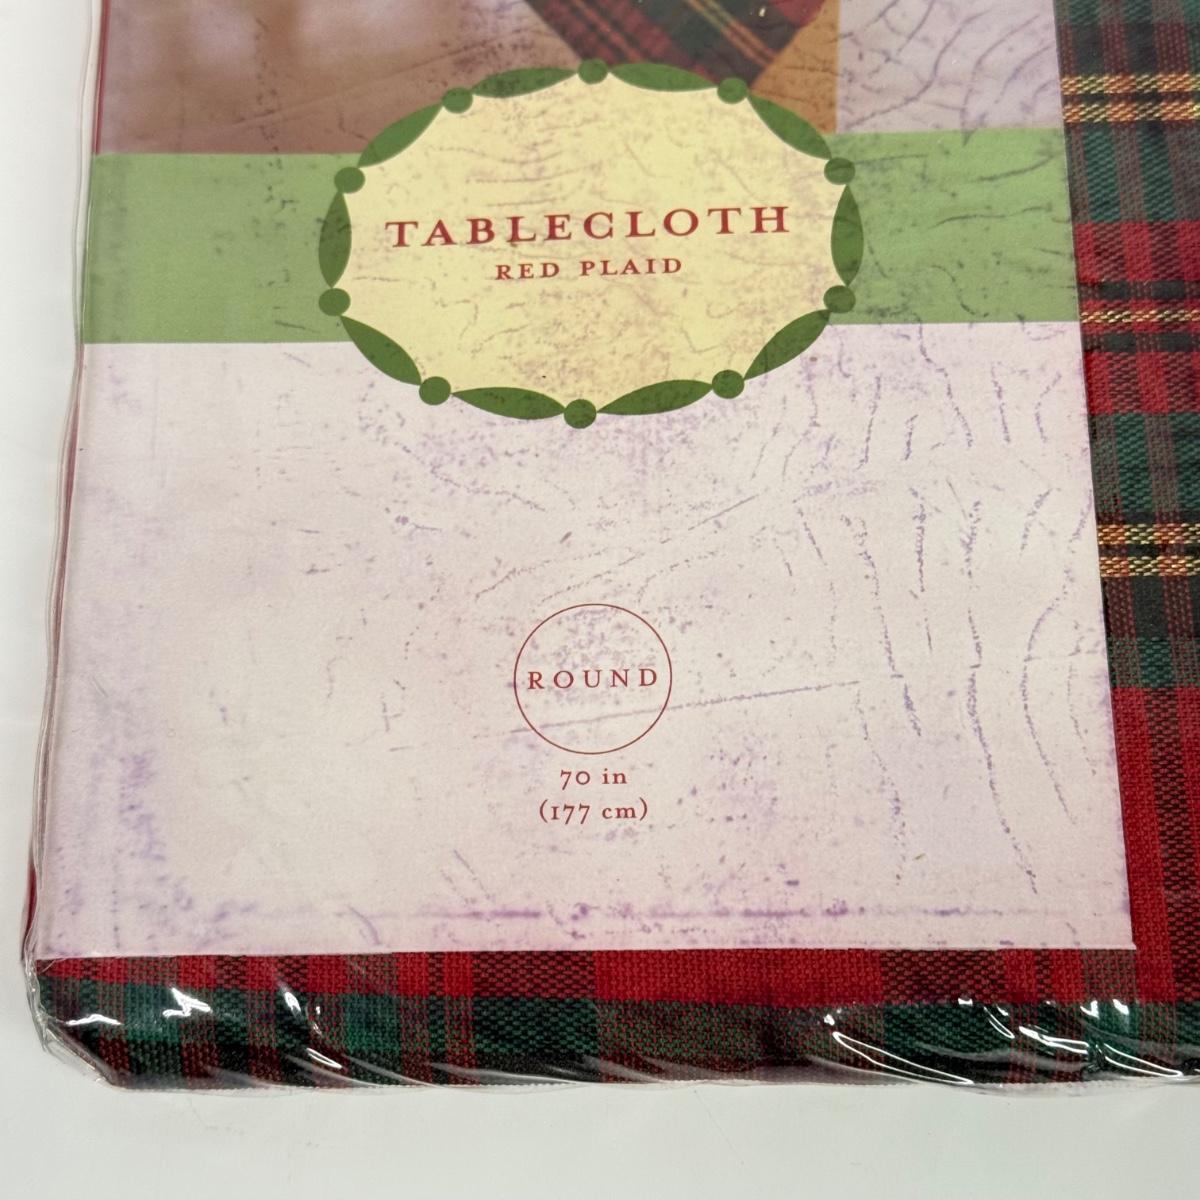 TABLECLOTH
RED PLAID
ROUND
70 in
(177 cm)